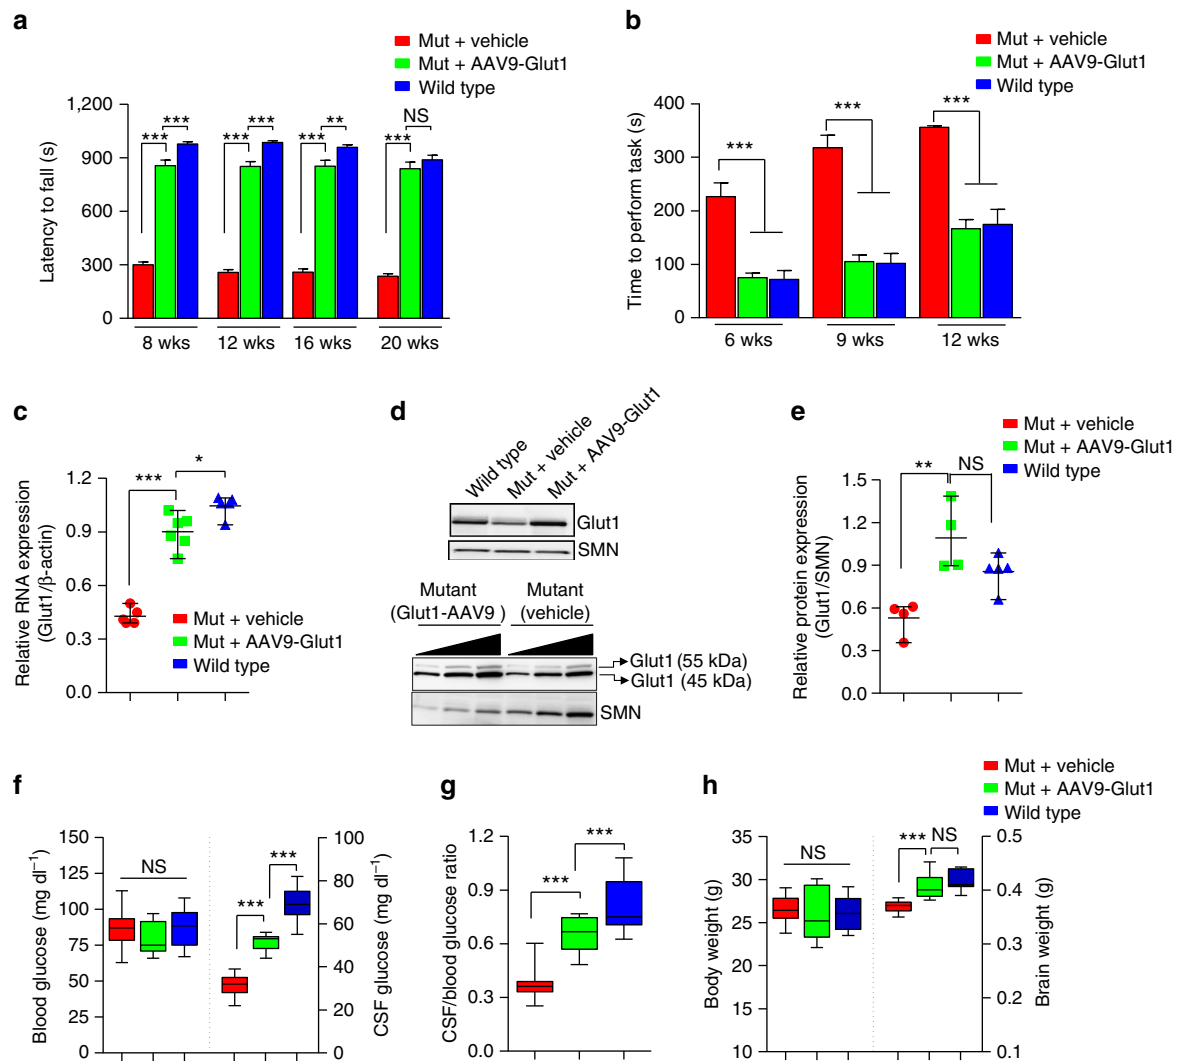 a
Mut + vehicle
Mut + AAV9-Glut1
Wild type
Latency to fall (s)
1,200
900
600
300
0
*** *** *** *** *** ** *** NS
8 wks 12 wks 16 wks 20 wks
b
Mut + vehicle
Mut + AAV9-Glut1
Wild type
Time to perform task (s)
400
300
200
100
0
*** *** ***
6 wks 9 wks 12 wks
c
Relative RNA expression
(Glut1/β-actin)
1.2
0.9
0.6
0.3
0.0
*** *
Mut + vehicle
Mut + AAV9-Glut1
Wild type
d
Wild type
Mut + vehicle
Mut + AAV9-Glut1
Glut1
SMN
Mutant
(Glut1-AAV9 )
Mutant
(vehicle)
Glut1 (55 kDa)
Glut1 (45 kDa)
SMN
e
Mut + vehicle
Mut + AAV9-Glut1
Wild type
Relative protein expression
(Glut1/SMN)
1.5
1.2
0.9
0.6
0.3
0.0
** NS
f
Blood glucose (mg dl⁻¹)
150
125
100
75
50
25
0
NS
*** ***
100
80
60
40
20
0
CSF glucose (mg dl⁻¹)
g
CSF/blood glucose ratio
1.2
0.9
0.6
0.3
0.0
*** ***
h
Mut + vehicle
Mut + AAV9-Glut1
Wild type
Body weight (g)
35
30
25
21
15
10
NS
*** NS
0.5
0.4
0.3
0.2
0.1
Brain weight (g)